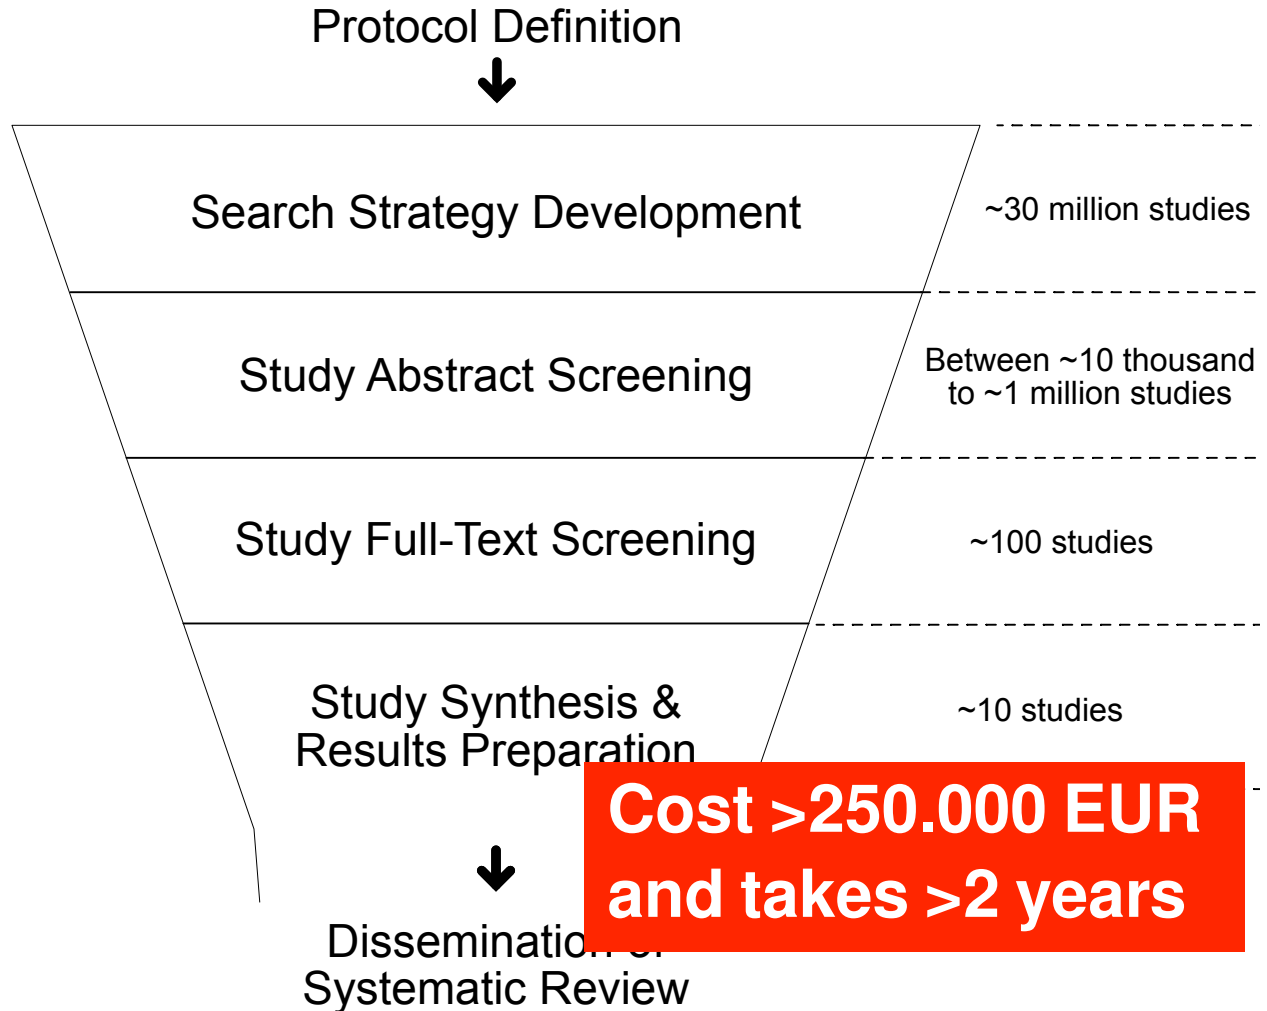 Protocol Definition
Search Strategy Development
~30 million studies
Study Abstract Screening
Between ~10 thousand
to ~1 million studies
Study Full-Text Screening
~100 studies
Study Synthesis &
Results Preparation
~10 studies
Cost >250.000 EUR
and takes >2 years
Dissemination of
Systematic Review